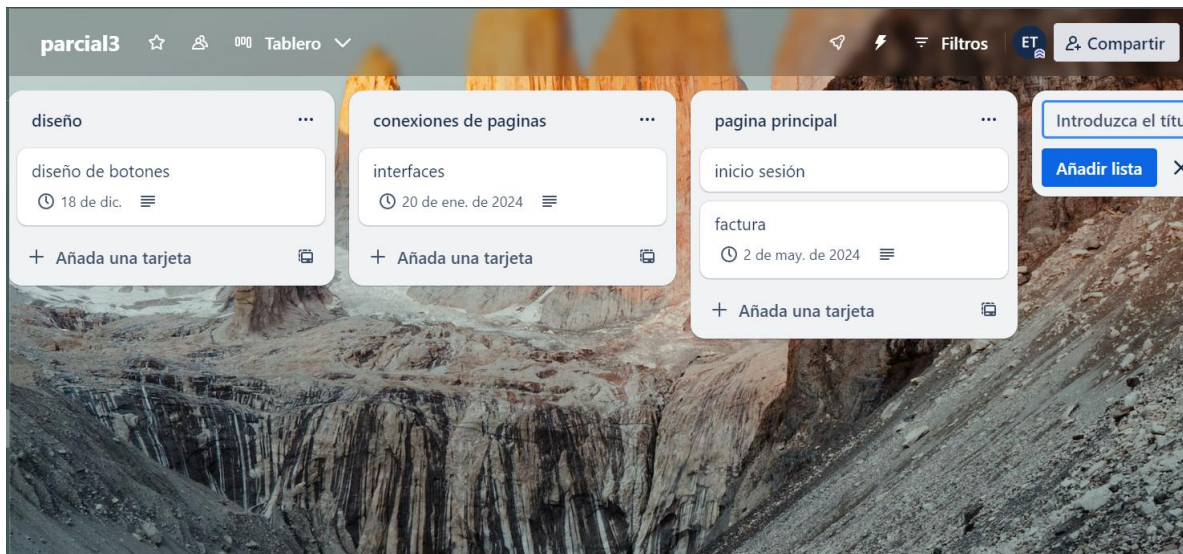 parcial3
Tablero
Filtros
ET
Compartir
diseño
diseño de botones
18 de dic.
Añada una tarjeta
conexiones de paginas
interfaces
20 de ene. de 2024
Añada una tarjeta
pagina principal
inicio sesión
factura
2 de may. de 2024
Añada una tarjeta
Introduzca el títu
Añadir lista